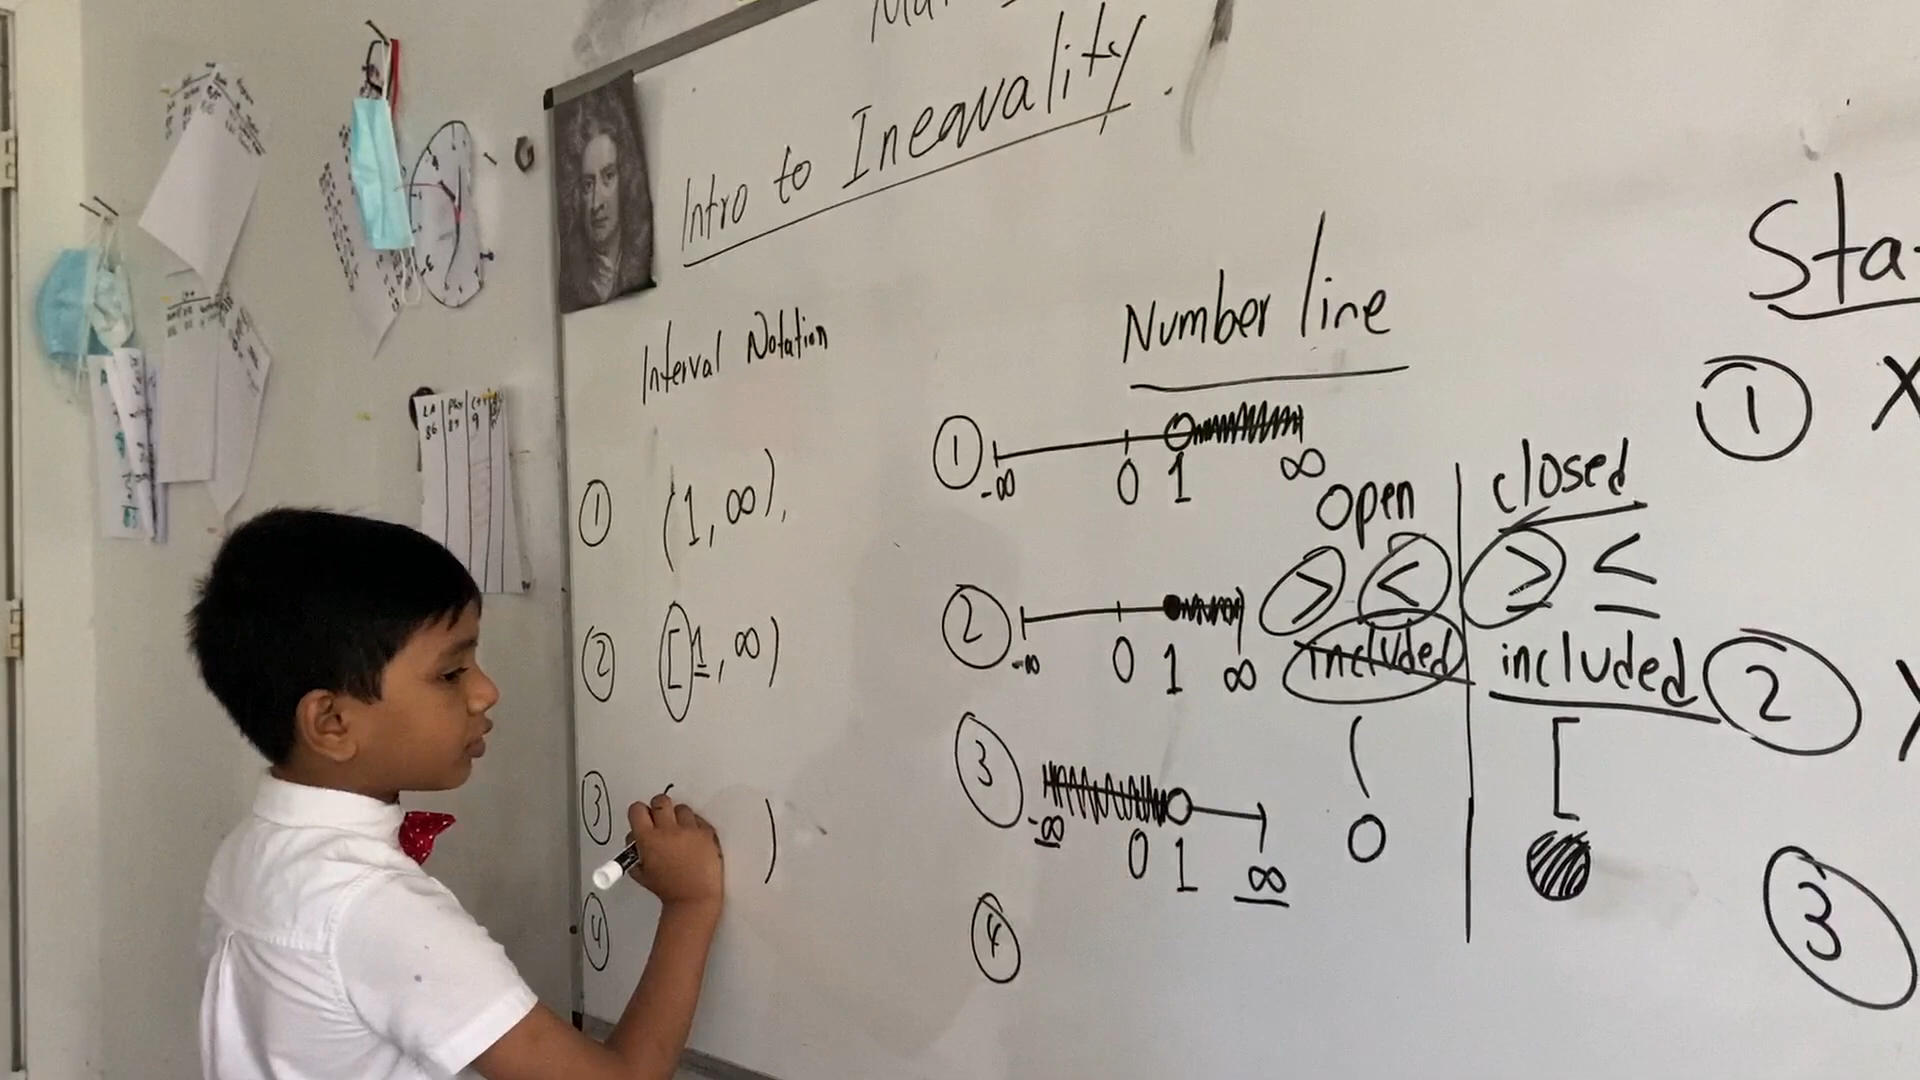 Intro to Inequality.
Interval Notation
① (1, ∞),
② [1, ∞)
③ ( )
④
Number line
① -∞ 0 1 ∞
② -∞ 0 1 ∞
③ -∞ 0 1 ∞
④
open closed
> < ≥ ≤
included included
( [
Sta
① X
②
③